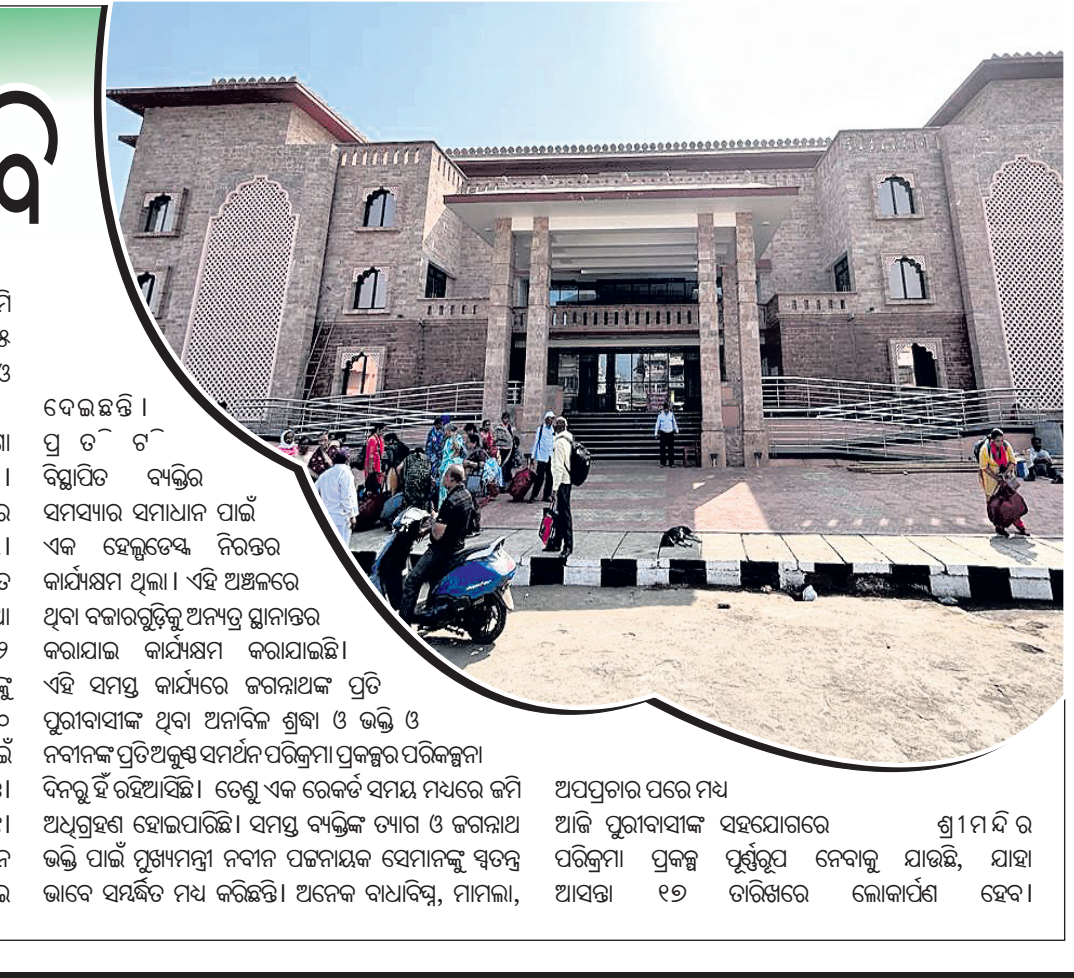 ଦେଇଛନ୍ତି ।
ପ୍ରତିଟି
ବିସ୍ଥାପିତ ବ୍ୟକ୍ତିର
ସମସ୍ୟାର ସମାଧାନ ପାଇଁ
ଏକ ହେଲ୍ପଡେସ୍କ ନିରନ୍ତର
କାର୍ଯ୍ୟକ୍ଷମ ଥିଲା । ଏହି ଅଞ୍ଚଳରେ
ଥିବା ବଜାରଗୁଡ଼ିକୁ ଅନ୍ୟତ୍ର ସ୍ଥାନାନ୍ତର
କରାଯାଇ କାର୍ଯ୍ୟକ୍ଷମ କରାଯାଇଛି ।
ଏହି ସମସ୍ତ କାର୍ଯ୍ୟରେ ଜଗନ୍ନାଥଙ୍କ ପ୍ରତି
ପୁରୀବାସୀଙ୍କ ଥିବା ଅନାବିଳ ଶ୍ରଦ୍ଧା ଓ ଭକ୍ତି ଓ
ନବୀନଙ୍କ ପ୍ରତି ଅକୁଣ୍ଠ ସମର୍ଥନ ପରିକ୍ରମା ପ୍ରକଳ୍ପର ପରିକଳ୍ପନା
ଦିନରୁ ହିଁ ରହିଆସିଛି । ତେଣୁ ଏକ ରେକର୍ଡ ସମୟ ମଧ୍ୟରେ ଜମି
ଅଧିଗ୍ରହଣ ହୋଇପାରିଛି । ସମସ୍ତ ବ୍ୟକ୍ତିଙ୍କ ତ୍ୟାଗ ଓ ଜଗନ୍ନାଥ
ଭକ୍ତି ପାଇଁ ମୁଖ୍ୟମନ୍ତ୍ରୀ ନବୀନ ପଟ୍ଟନାୟକ ସେମାନଙ୍କୁ ସ୍ୱତନ୍ତ୍ର
ଭାବେ ସମ୍ବର୍ଦ୍ଧିତ ମଧ୍ୟ କରିଛନ୍ତି । ଅନେକ ବାଧାବିଘ୍ନ, ମାମଲା,
ଅପପ୍ରଚାର ପରେ ମଧ୍ୟ
ଆଜି ପୁରୀବାସୀଙ୍କ ସହଯୋଗରେ ଶ୍ରୀମନ୍ଦିର
ପରିକ୍ରମା ପ୍ରକଳ୍ପ ପୂର୍ଣ୍ଣରୂପ ନେବାକୁ ଯାଉଛି, ଯାହା
ଆସନ୍ତା ୧୭ ତାରିଖରେ ଲୋକାର୍ପଣ ହେବ ।